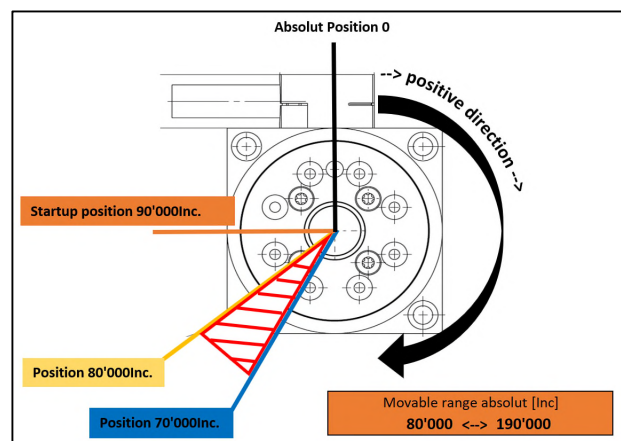 Absolut Position 0
--> positive direction -->
Startup position 90'000Inc.
Position 80'000Inc.
Position 70'000Inc.
Movable range absolut [Inc]
80'000 <--> 190'000